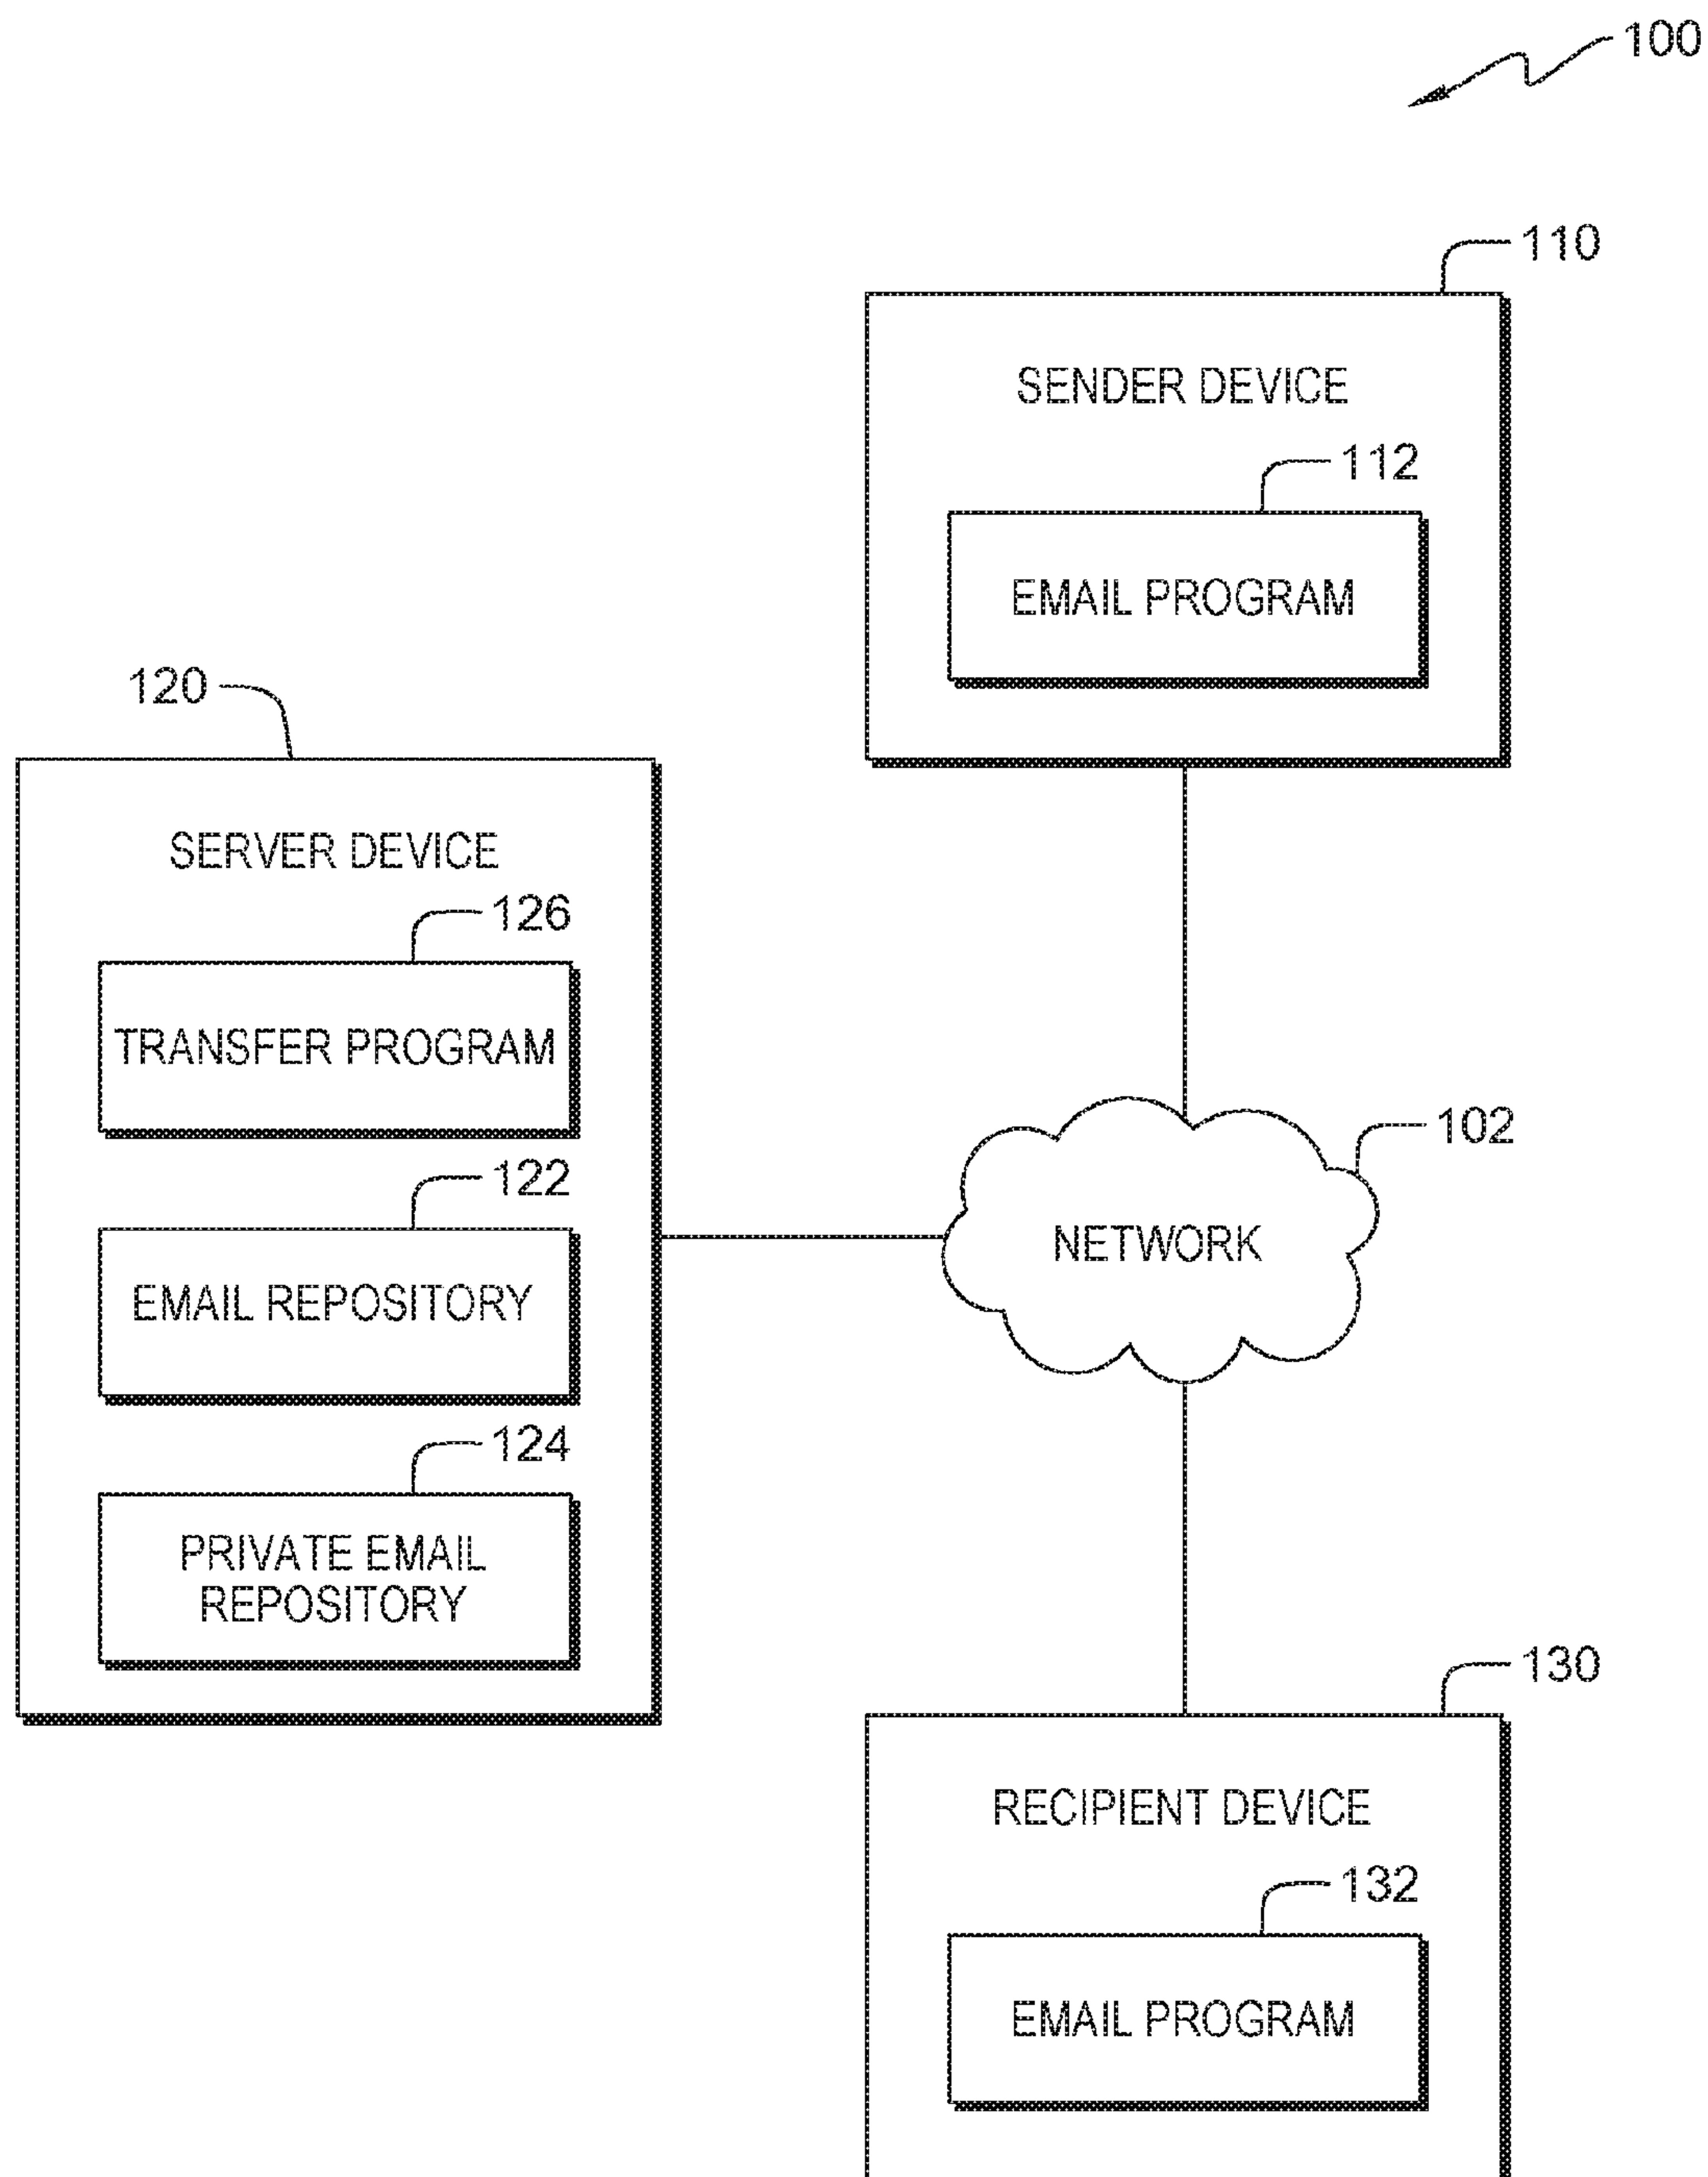 100
110
SENDER DEVICE
112
EMAIL PROGRAM
120
SERVER DEVICE
126
TRANSFER PROGRAM
122
EMAIL REPOSITORY
124
PRIVATE EMAIL
REPOSITORY
102
NETWORK
130
RECIPIENT DEVICE
132
EMAIL PROGRAM